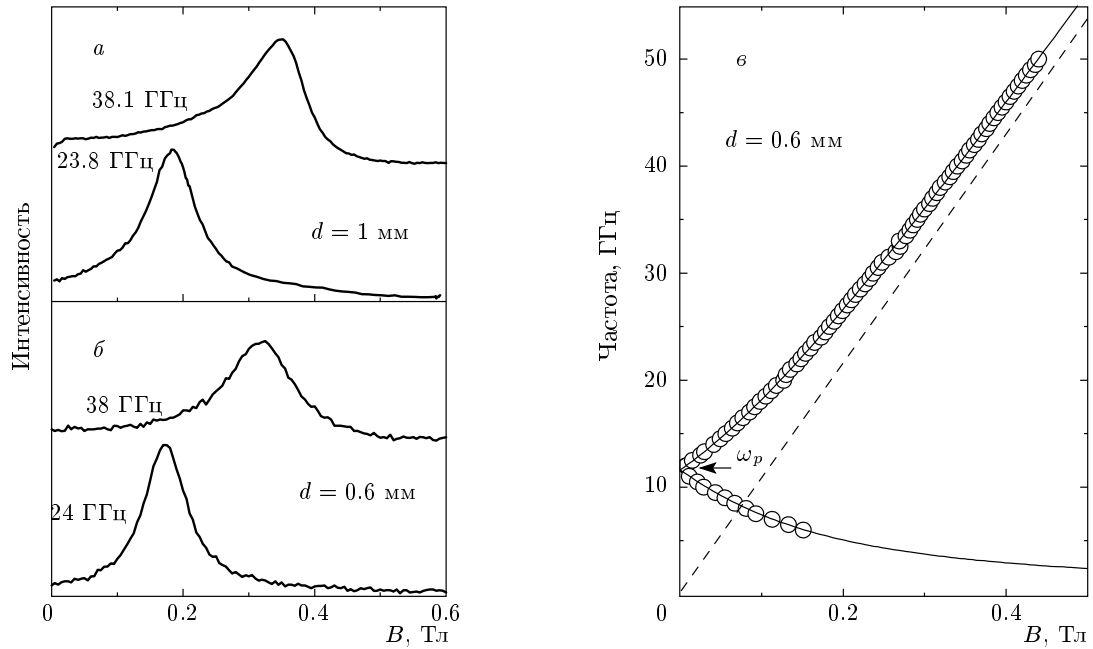 а
38.1 ГГц
23.8 ГГц
d = 1 мм
б
38 ГГц
d = 0.6 мм
24 ГГц
Интенсивность
0 0.2 0.4 0.6
B, Тл
в
d = 0.6 мм
ωp
Частота, ГГц
50
40
30
20
10
0 0.2 0.4
B, Тл